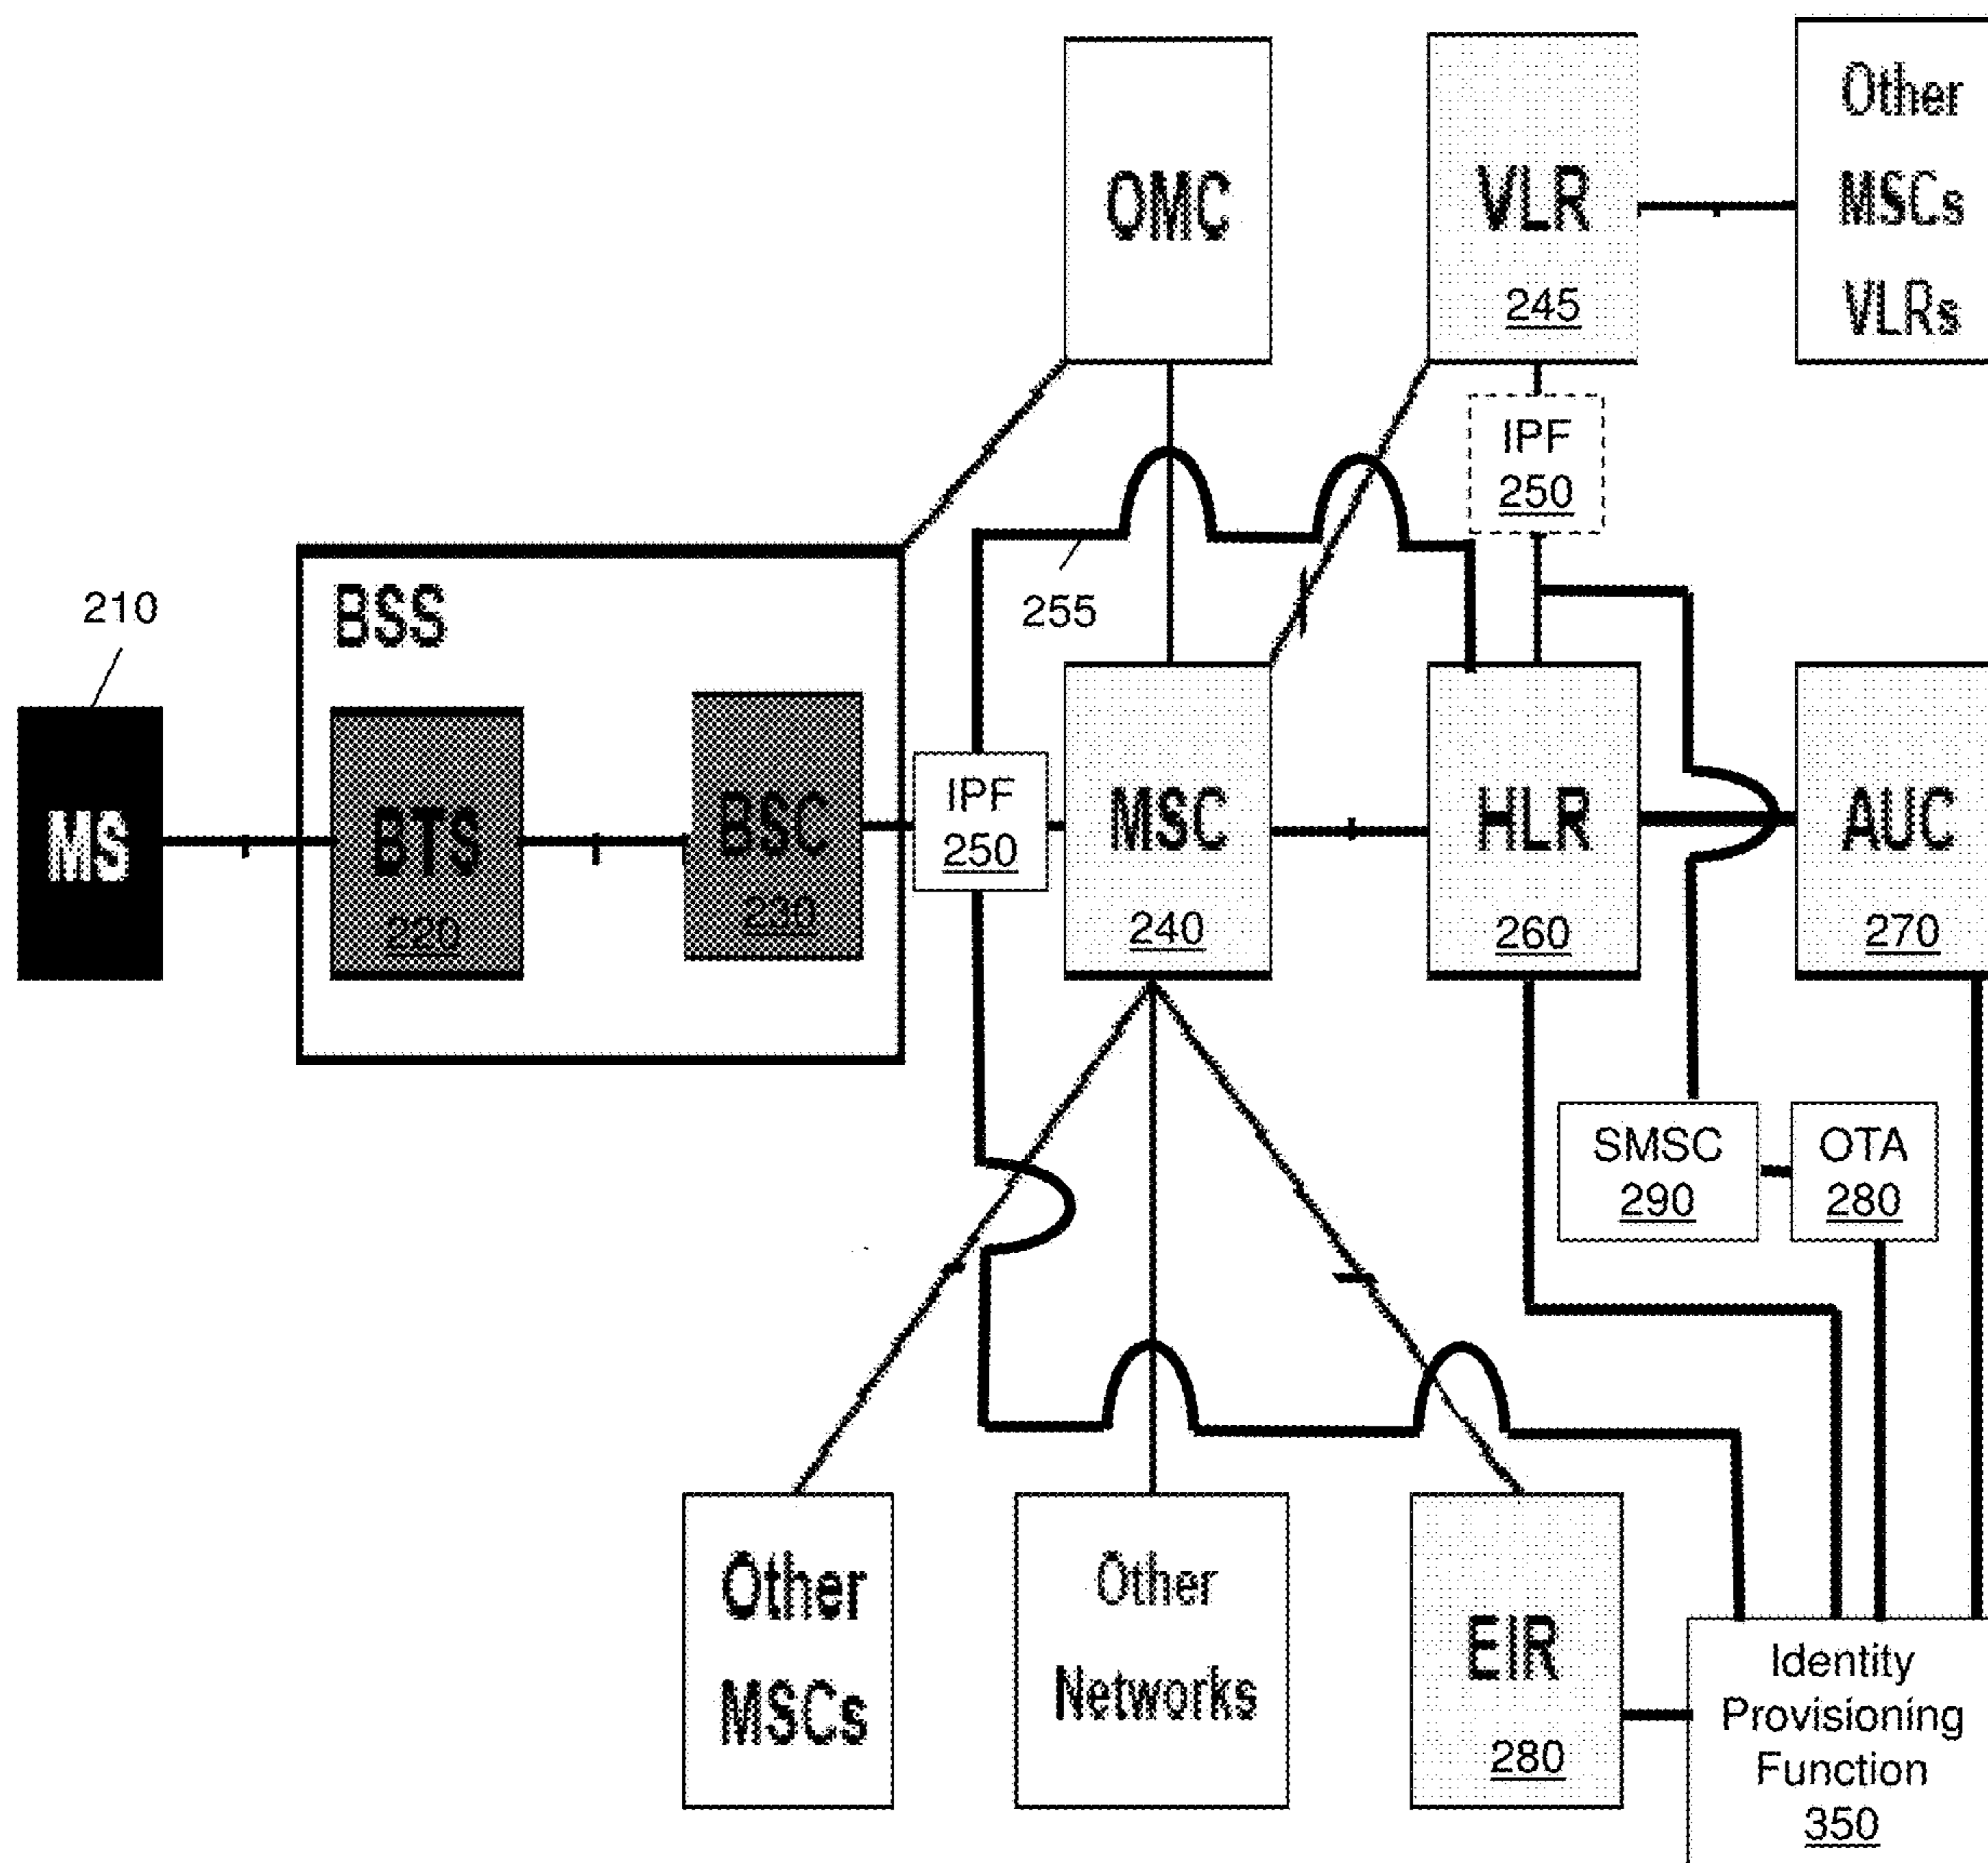 OMC
VLR
245
Other
MSCs
VLRs
IPF
250
255
BSS
210
MS
BTS
220
BSC
230
IPF
250
MSC
240
HLR
260
AUC
270
SMSC
290
OTA
280
Other
MSCs
Other
Networks
EIR
280
Identity
Provisioning
Function
350